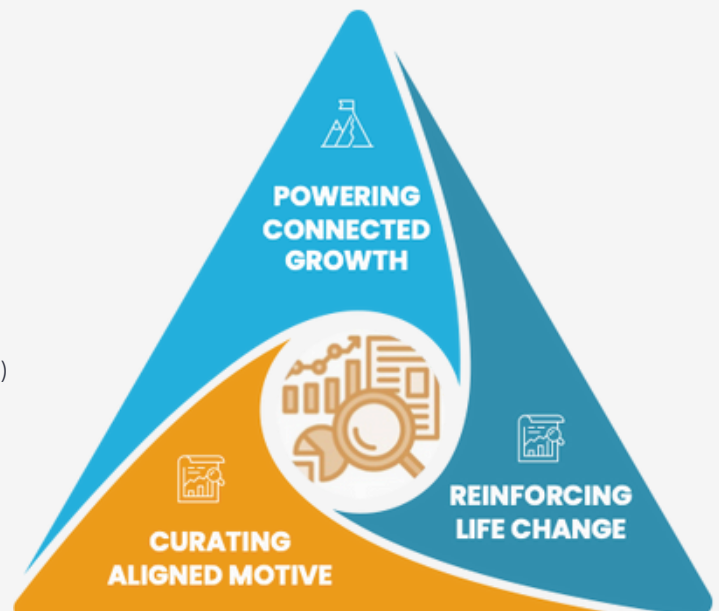 POWERING
CONNECTED
GROWTH
)
REINFORCING
LIFE CHANGE
CURATING
ALIGNED MOTIVE